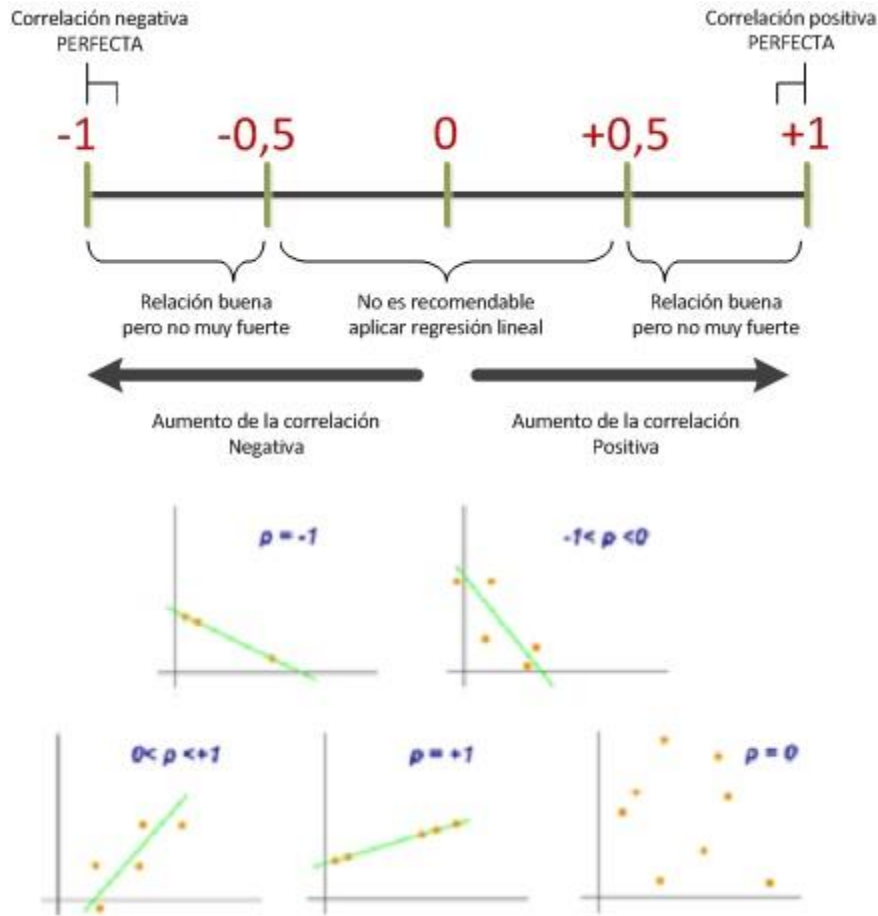 Correlación negativa
PERFECTA
Correlación positiva
PERFECTA
-1
-0,5
0
+0,5
+1
Relación buena
pero no muy fuerte
No es recomendable
aplicar regresión lineal
Relación buena
pero no muy fuerte
Aumento de la correlación
Negativa
Aumento de la correlación
Positiva
ρ = -1
-1< ρ <0
0< ρ <+1
ρ = +1
ρ = 0